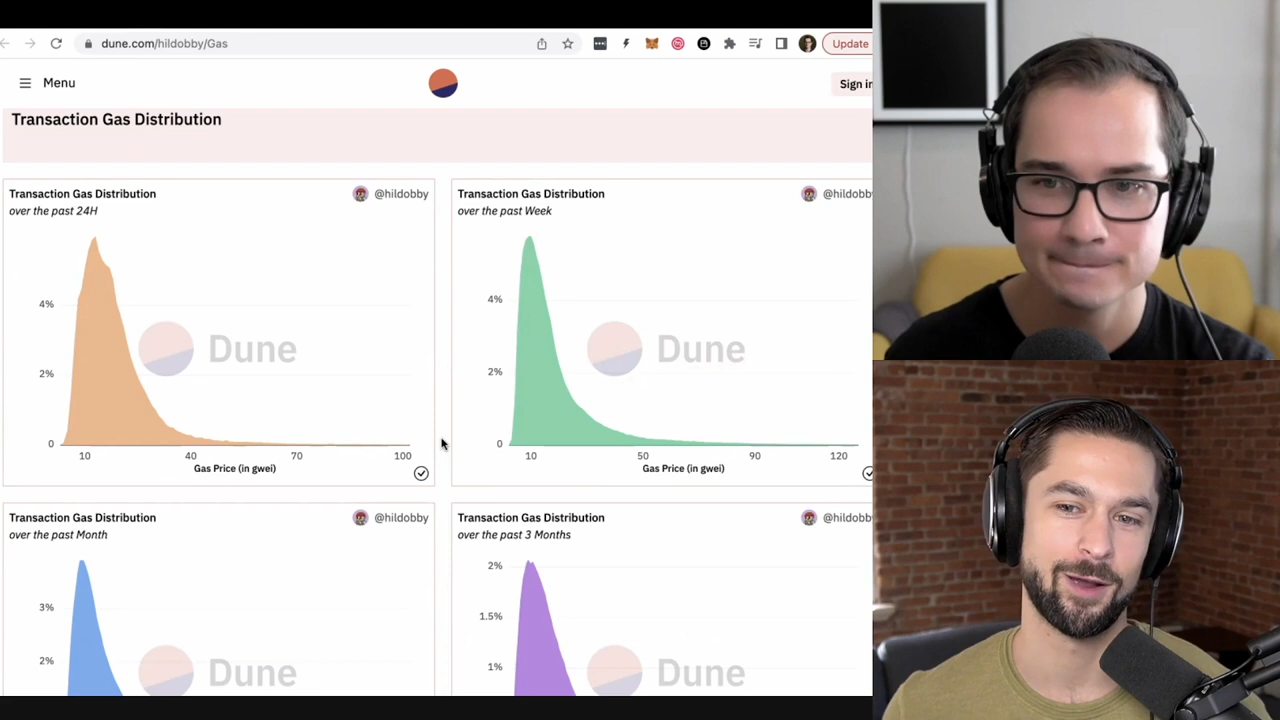 dune.com/hildobby/Gas
Update
Menu
Sign in
Transaction Gas Distribution
Transaction Gas Distribution
@hildobby
over the past 24H
4%
2%
0
Dune
10
40
70
100
Gas Price (in gwei)
Transaction Gas Distribution
@hildobby
over the past Week
4%
2%
0
Dune
10
50
90
120
Gas Price (in gwei)
Transaction Gas Distribution
@hildobby
over the past Month
3%
2%
Dune
Transaction Gas Distribution
@hildobby
over the past 3 Months
2%
1.5%
1%
Dune